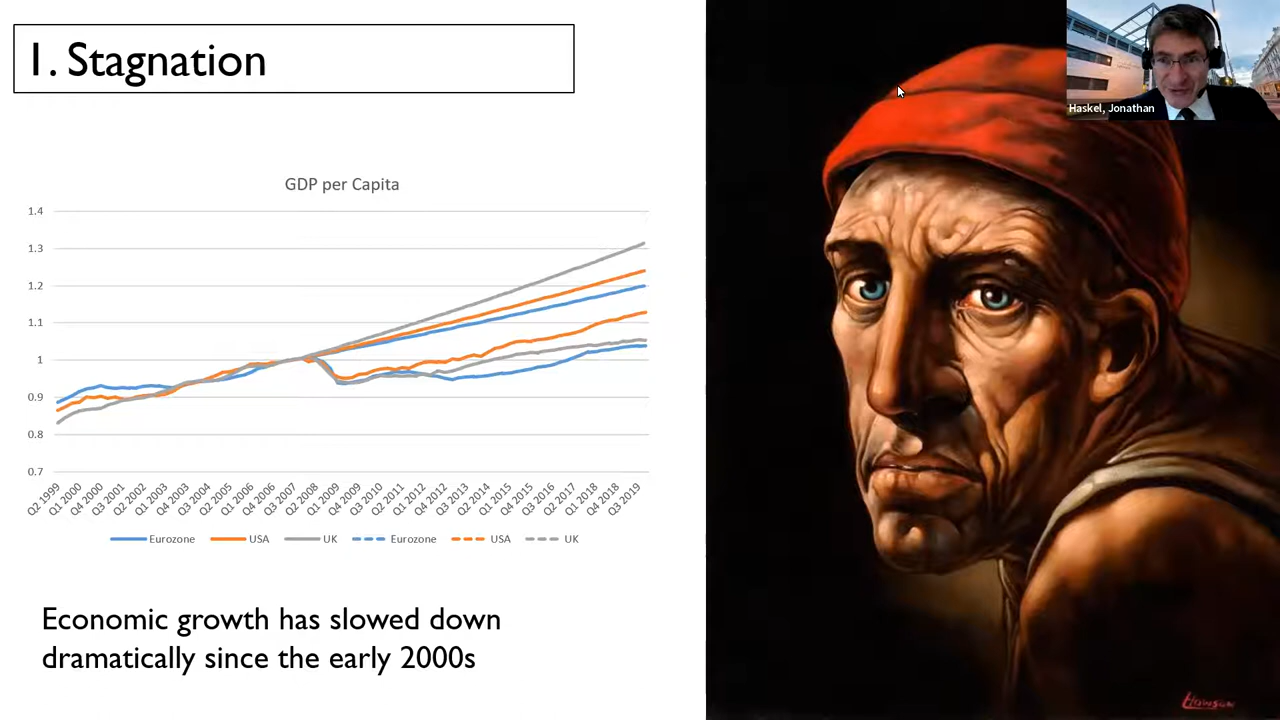 1. Stagnation
Haskel, Jonathan
GDP per Capita
1.4
1.3
1.2
1.1
1
0.9
0.8
0.7
Q2 1999
Q1 2000
Q4 2000
Q3 2001
Q2 2002
Q1 2003
Q4 2003
Q3 2004
Q2 2005
Q1 2006
Q4 2006
Q3 2007
Q2 2008
Q1 2009
Q4 2009
Q3 2010
Q2 2011
Q1 2012
Q4 2012
Q3 2013
Q2 2014
Q1 2015
Q4 2015
Q3 2016
Q2 2017
Q1 2018
Q4 2018
Q3 2019
Eurozone USA UK Eurozone USA UK
Economic growth has slowed down
dramatically since the early 2000s
Howson